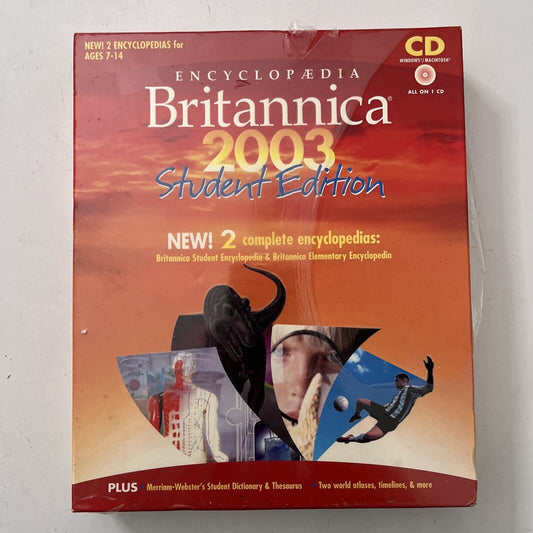 NEW! 2 ENCYCLOPEDIAS for
AGES 7-14
CD
WINDOWS®/MACINTOSH®
ALL ON 1 CD
ENCYCLOPÆDIA
Britannica®
2003
Student Edition
NEW! 2 complete encyclopedias:
Britannica Student Encyclopedia & Britannica Elementary Encyclopedia
PLUS Merriam-Webster's Student Dictionary & Thesaurus Two world atlases, timelines, & more